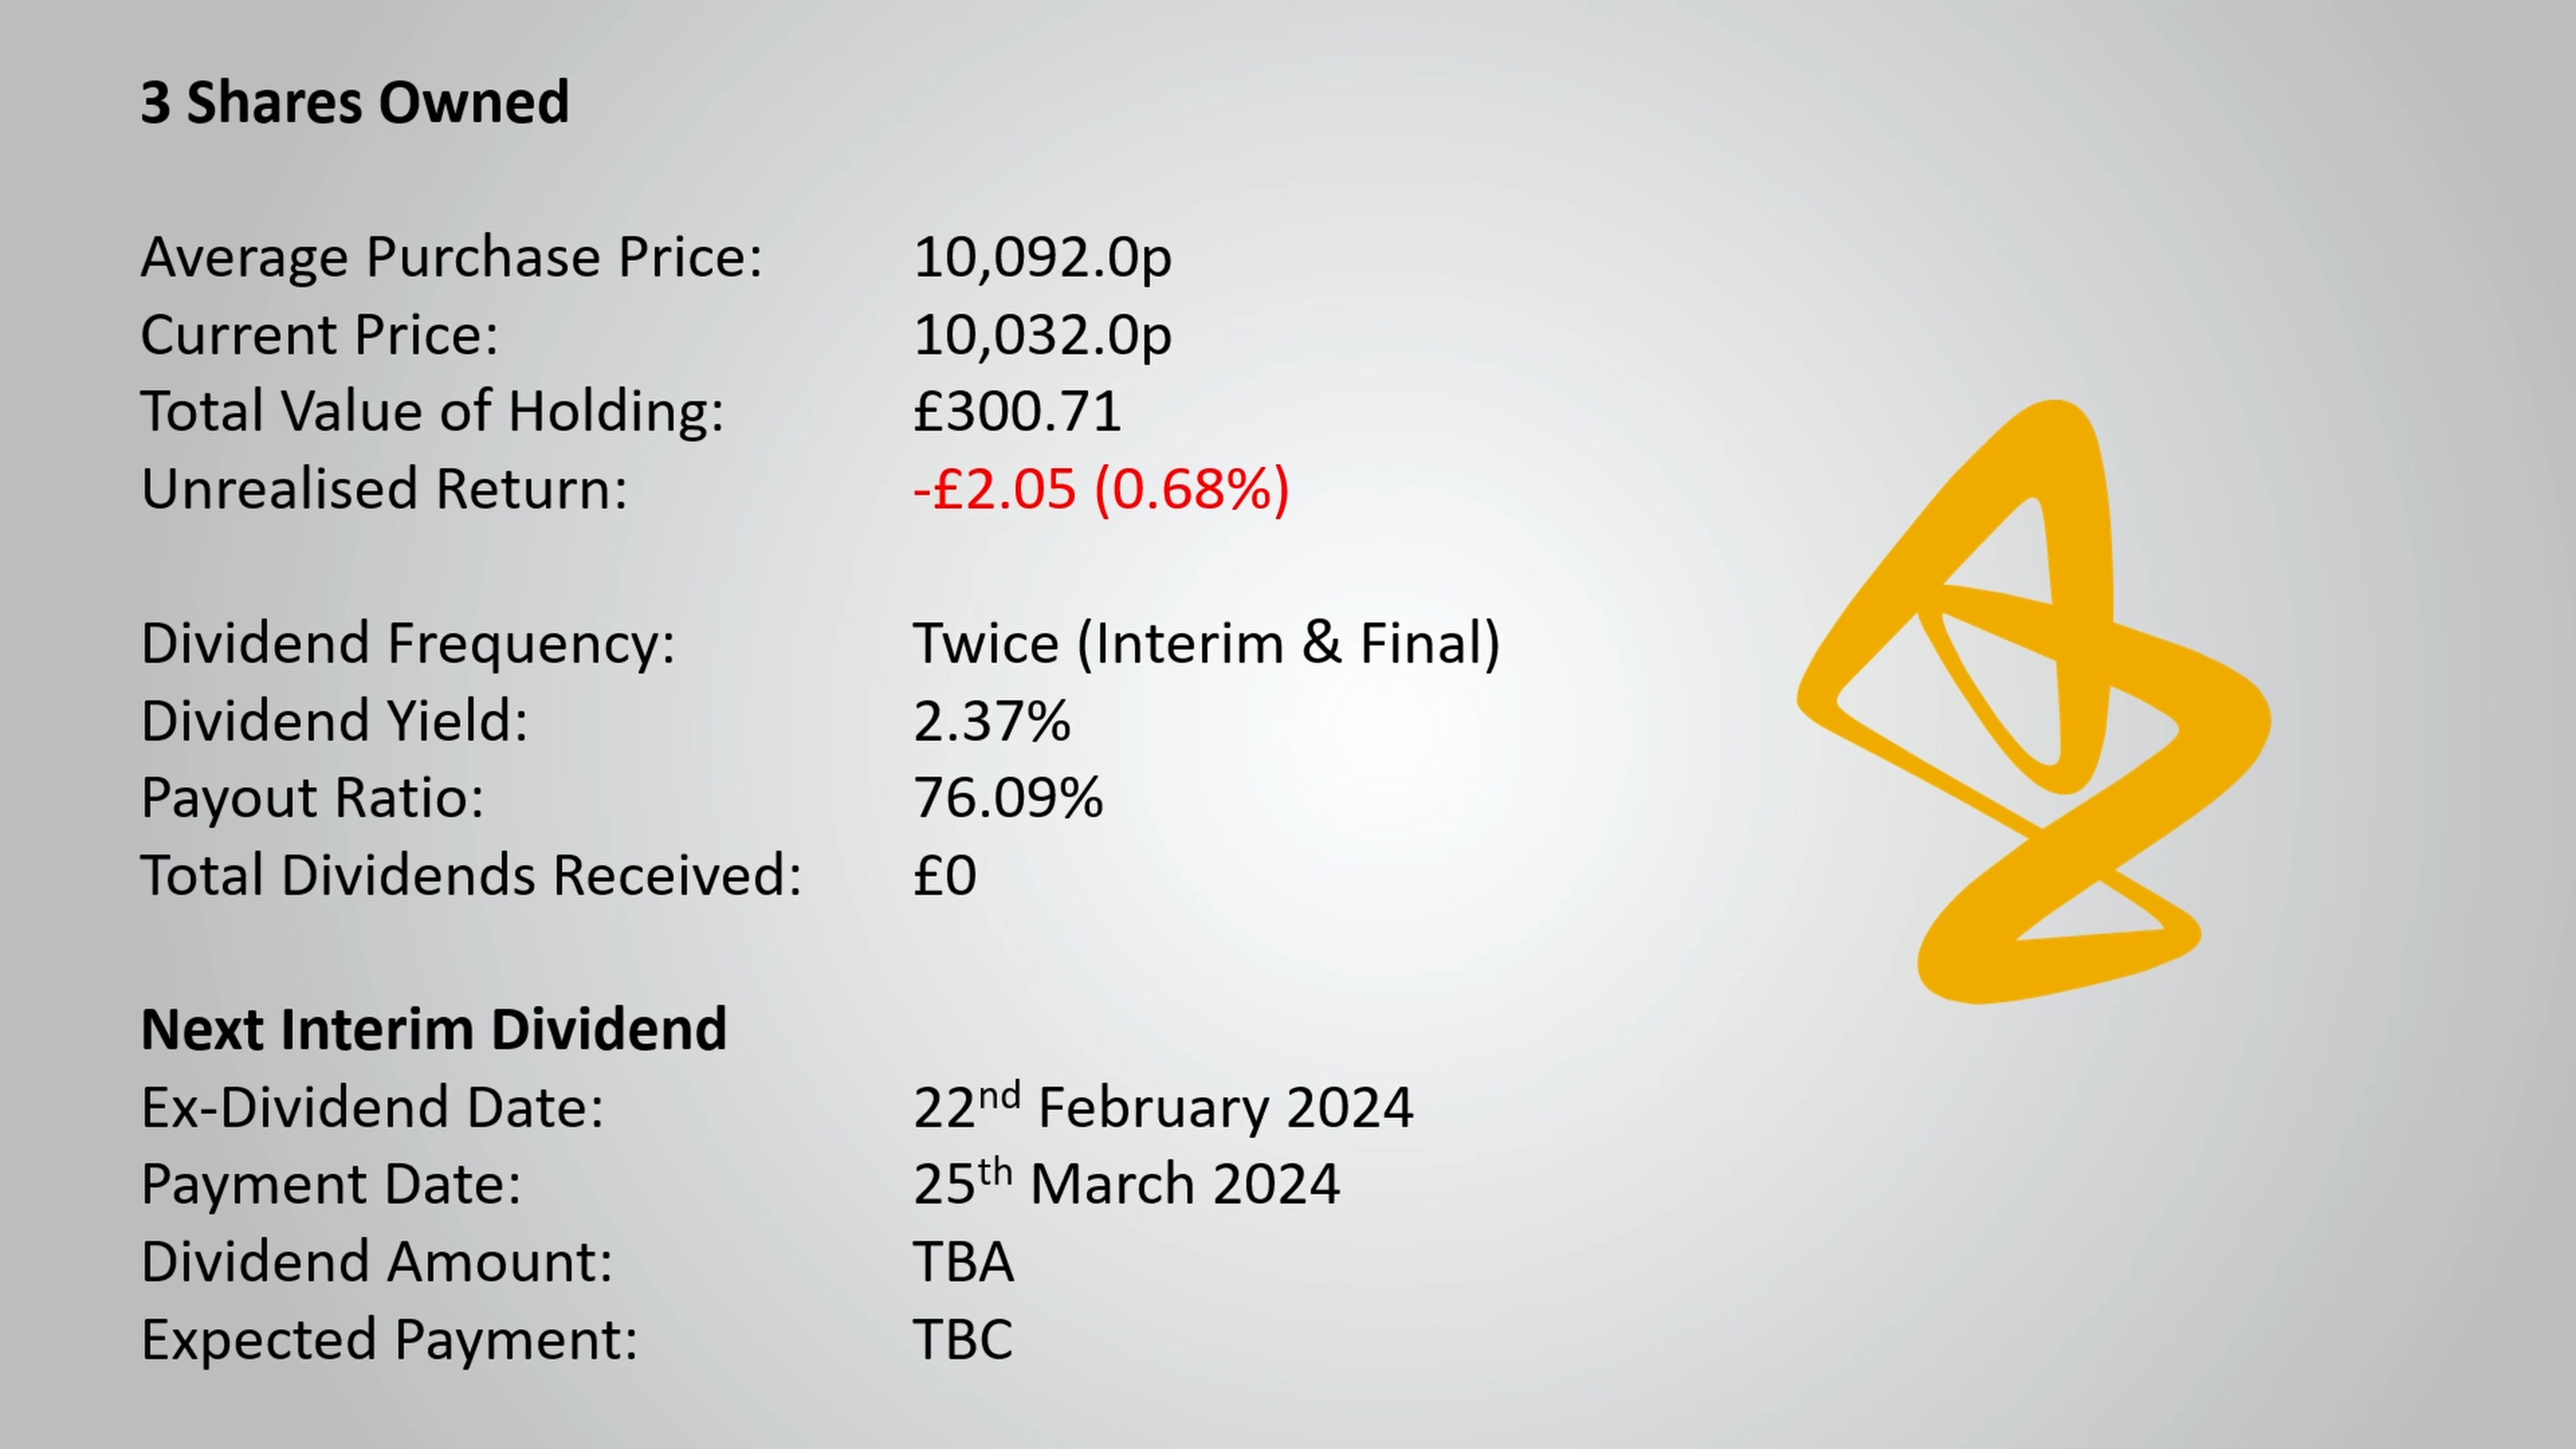 3 Shares Owned
Average Purchase Price: 10,092.0p
Current Price: 10,032.0p
Total Value of Holding: £300.71
Unrealised Return: -£2.05 (0.68%)
Dividend Frequency: Twice (Interim & Final)
Dividend Yield: 2.37%
Payout Ratio: 76.09%
Total Dividends Received: £0
Next Interim Dividend
Ex-Dividend Date: 22nd February 2024
Payment Date: 25th March 2024
Dividend Amount: TBA
Expected Payment: TBC